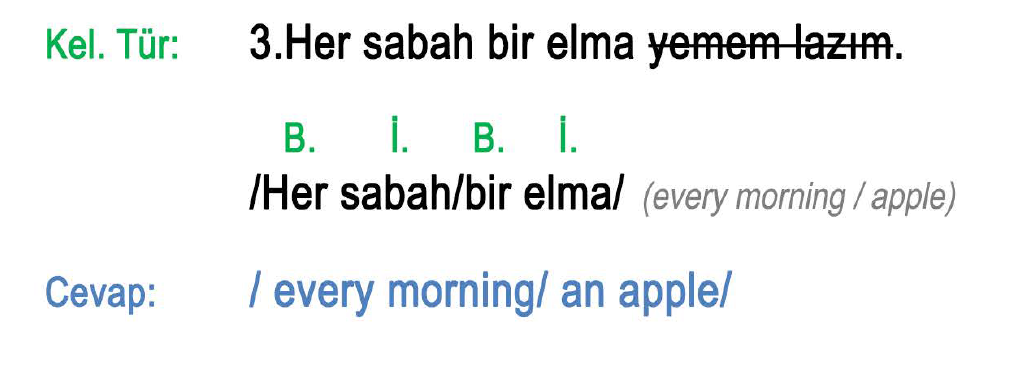 Kel. Tür: 3.Her sabah bir elma yemem lazım.
B. İ. B. İ.
/Her sabah/bir elma/ (every morning / apple)
Cevap: / every morning/ an apple/